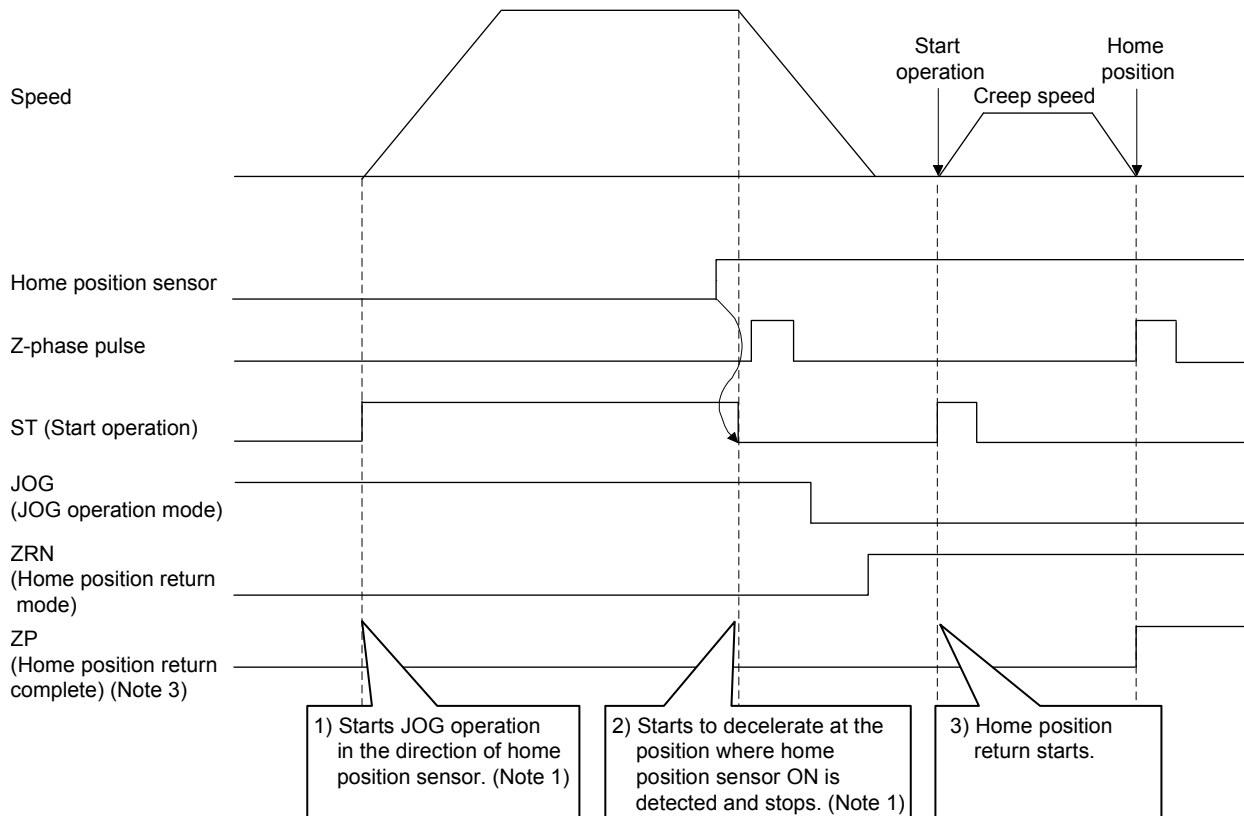 Start
operation
Home
position
Speed
Creep speed
Home position sensor
Z-phase pulse
ST (Start operation)
JOG
(JOG operation mode)
ZRN
(Home position return
mode)
ZP
(Home position return
complete) (Note 3)
1) Starts JOG operation
in the direction of home
position sensor. (Note 1)
2) Starts to decelerate at the
position where home
position sensor ON is
detected and stops. (Note 1)
3) Home position
return starts.